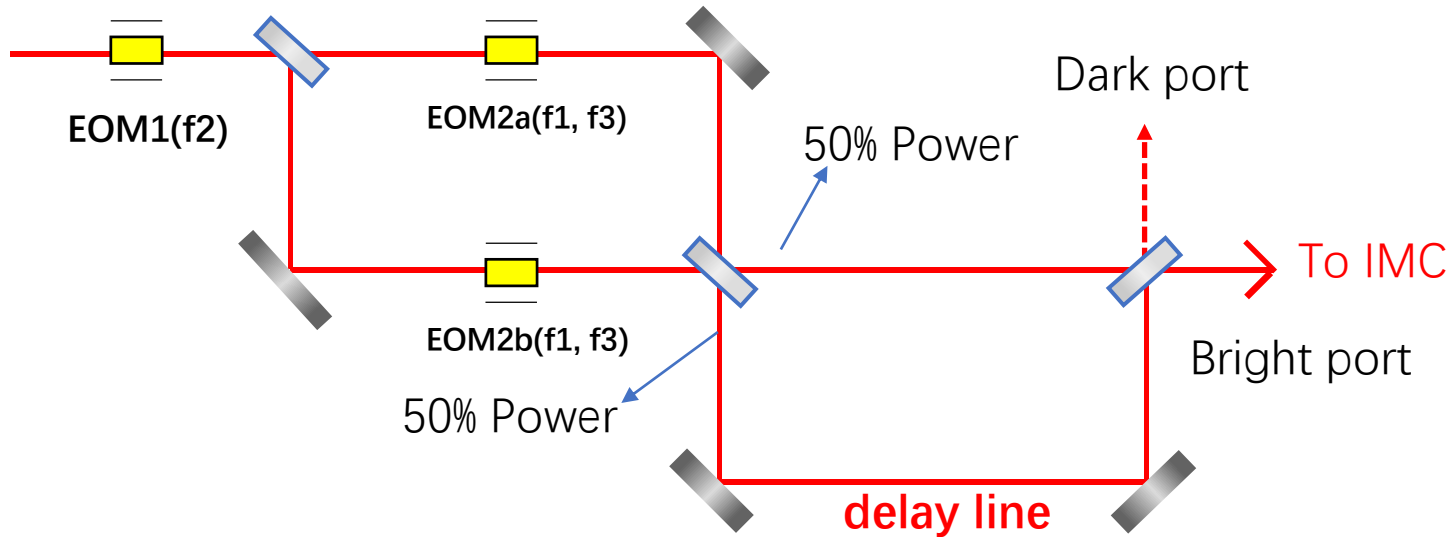 EOM1(f2)
EOM2a(f1, f3)
Dark port
50% Power
To IMC
EOM2b(f1, f3)
Bright port
50% Power
delay line